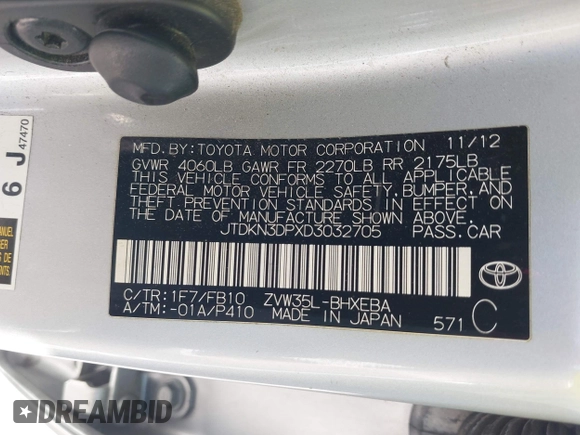 MFD.BY:TOYOTA MOTOR CORPORATION 11/12
GVWR 4060LB GAWR FR 2270LB RR 2175LB
THIS VEHICLE CONFORMS TO ALL APPLICABLE
FEDERAL MOTOR VEHICLE SAFETY,BUMPER,AND
THEFT PREVENTION STANDARDS IN EFFECT ON
THE DATE OF MANUFACTURE SHOWN ABOVE.
JTDKN3DPXD3032705 PASS.CAR
C/TR:1F7/FB10 ZVW35L-BHXEBA
A/TM:-01A/P410 MADE IN JAPAN 571 C
TOYOTA
6 J 47470
DREAMBID